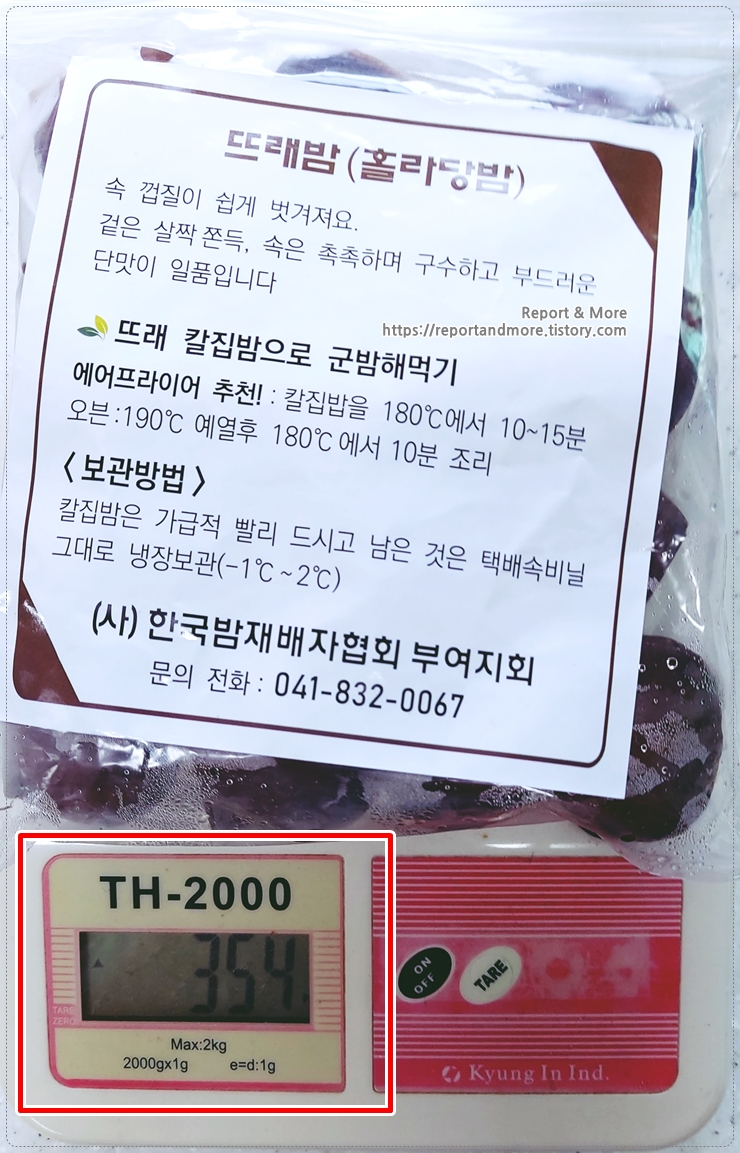 뜨래밤(홀라당밤)
속 껍질이 쉽게 벗겨져요.
겉은 살짝 쫀득, 속은 촉촉하며 구수하고 부드러운
단맛이 일품입니다
Report & More
https://reportandmore.tistory.com
뜨래 칼집밤으로 군밤해먹기
에어프라이어 추천! : 칼집밥을 180℃에서 10~15분
오븐:190℃ 예열후 180℃에서 10분 조리
〈보관방법〉
칼집밤은 가급적 빨리 드시고 남은 것은 택배속비닐
그대로 냉장보관(-1℃~2℃)
(사) 한국밤재배자협회 부여지회
문의 전화 : 041-832-0067
TH-2000
354
TARE
ZERO
Max:2kg
2000gx1g e=d:1g
ON
OFF
TARE
Kyung In Ind.